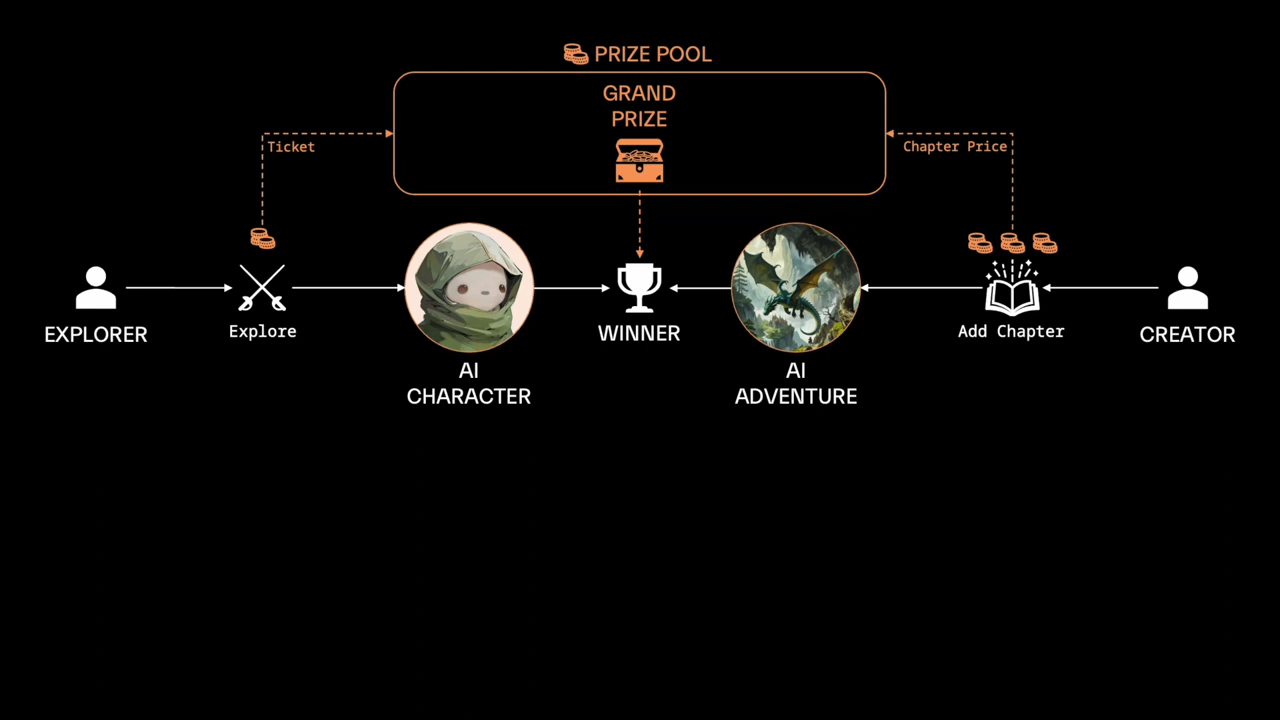 PRIZE POOL
GRAND
PRIZE
Ticket
Chapter Price
EXPLORER
Explore
WINNER
Add Chapter
CREATOR
AI
CHARACTER
AI
ADVENTURE